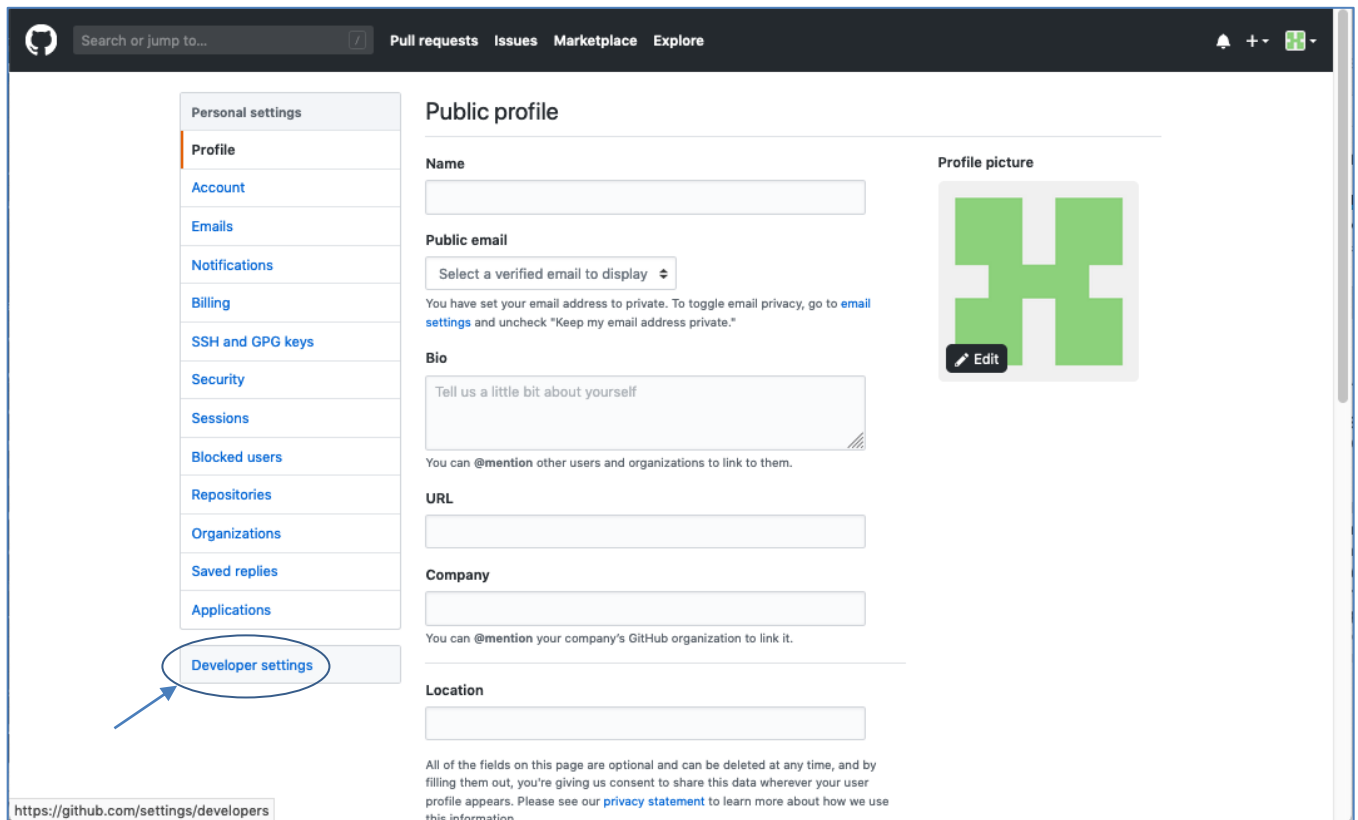 Search or jump to... /
Pull requests Issues Marketplace Explore
Personal settings
Profile
Account
Emails
Notifications
Billing
SSH and GPG keys
Security
Sessions
Blocked users
Repositories
Organizations
Saved replies
Applications
Developer settings
Public profile
Name
Public email
Select a verified email to display
You have set your email address to private. To toggle email privacy, go to email
settings and uncheck "Keep my email address private."
Bio
Tell us a little bit about yourself
You can @mention other users and organizations to link to them.
URL
Company
You can @mention your company's GitHub organization to link it.
Location
All of the fields on this page are optional and can be deleted at any time, and by
filling them out, you're giving us consent to share this data wherever your user
profile appears. Please see our privacy statement to learn more about how we use
this information.
Profile picture
Edit
https://github.com/settings/developers